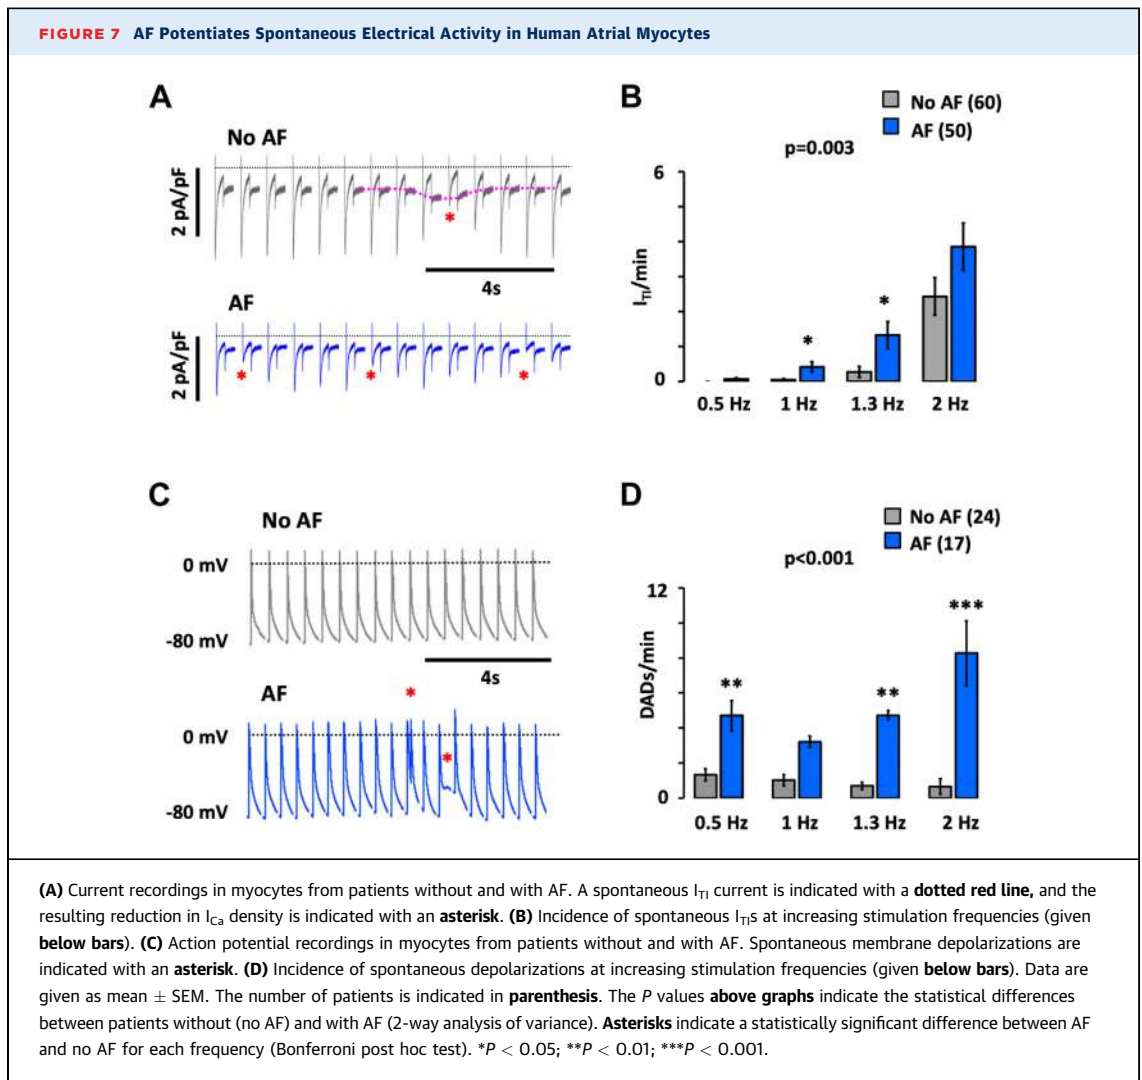 FIGURE 7 AF Potentiates Spontaneous Electrical Activity in Human Atrial Myocytes
A
No AF
2 pA/pF
*
4s
AF
2 pA/pF
* * *
B
No AF (60)
AF (50)
p=0.003
6
I_TI/min
* *
0
0.5 Hz 1 Hz 1.3 Hz 2 Hz
C
No AF
0 mV
-80 mV
4s
AF
*
0 mV
*
-80 mV
D
No AF (24)
AF (17)
p<0.001
12
DADs/min
** ** ***
0
0.5 Hz 1 Hz 1.3 Hz 2 Hz
(A) Current recordings in myocytes from patients without and with AF. A spontaneous I_TI current is indicated with a dotted red line, and the
resulting reduction in I_Ca density is indicated with an asterisk. (B) Incidence of spontaneous I_TIs at increasing stimulation frequencies (given
below bars). (C) Action potential recordings in myocytes from patients without and with AF. Spontaneous membrane depolarizations are
indicated with an asterisk. (D) Incidence of spontaneous depolarizations at increasing stimulation frequencies (given below bars). Data are
given as mean ± SEM. The number of patients is indicated in parenthesis. The P values above graphs indicate the statistical differences
between patients without (no AF) and with AF (2-way analysis of variance). Asterisks indicate a statistically significant difference between AF
and no AF for each frequency (Bonferroni post hoc test). *P < 0.05; **P < 0.01; ***P < 0.001.